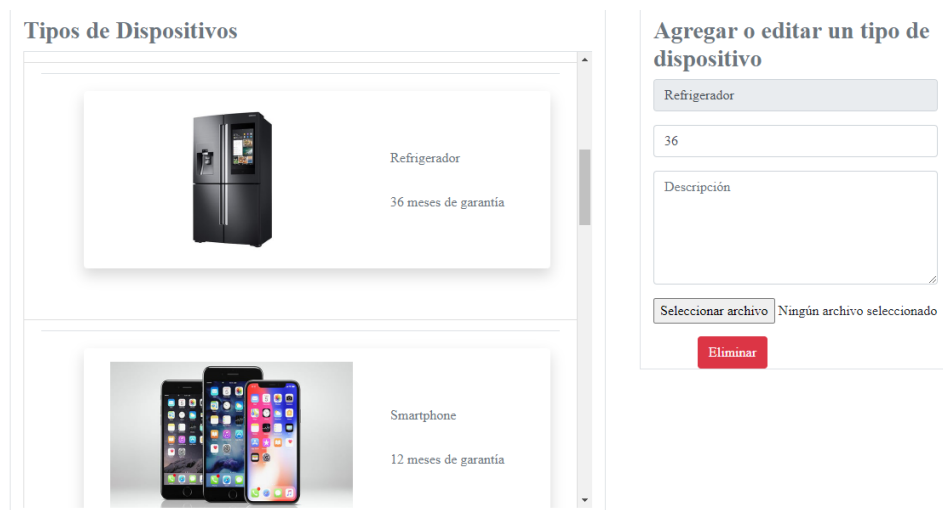 Tipos de Dispositivos
Refrigerador
36 meses de garantía
Smartphone
12 meses de garantía
Agregar o editar un tipo de
dispositivo
Refrigerador
36
Descripción
Seleccionar archivo Ningún archivo seleccionado
Eliminar